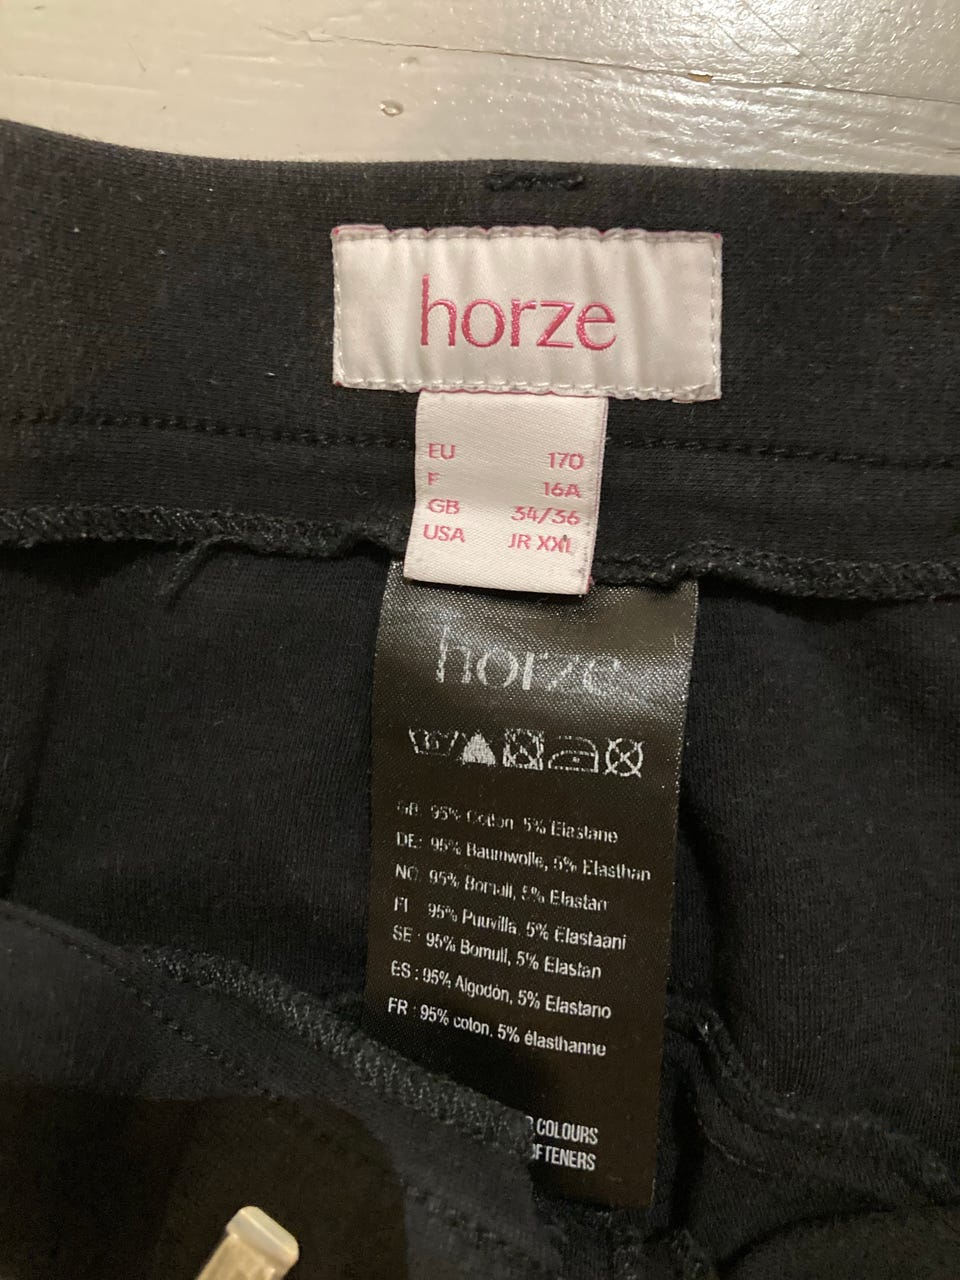 horze
EU 170
F 16A
GB 34/36
USA JR XXL
horze
GB: 95% Cotton, 5% Elastane
DE: 95% Baumwolle, 5% Elasthan
NO: 95% Bomull, 5% Elastan
FI 95% Puuvilla, 5% Elastaani
SE: 95% Bomull, 5% Elastan
ES : 95% Algodón, 5% Elastano
FR : 95% coton, 5% élasthanne
COLOURS